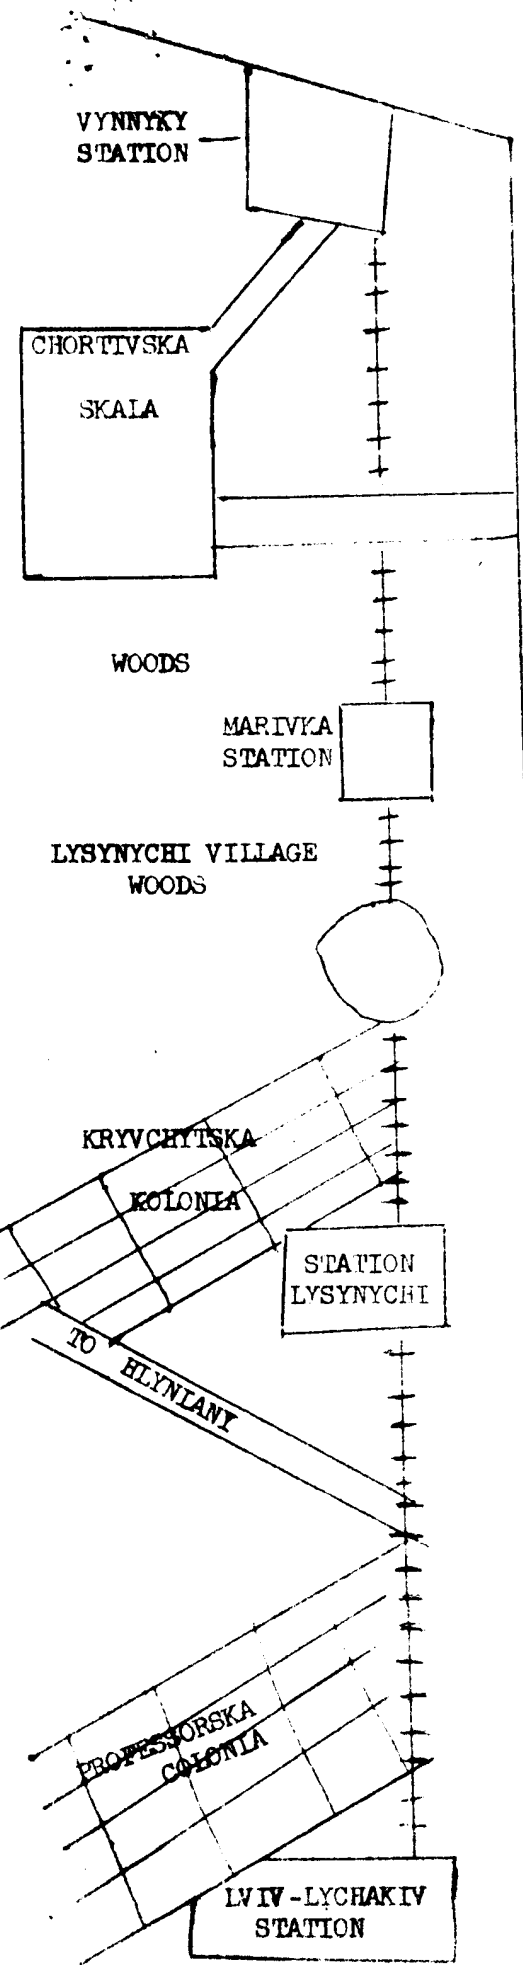 VYNNYKY
STATION
CHORTIVSKA
SKALA
WOODS
MARIVKA
STATION
LYSYNYCHI VILLAGE
WOODS
KRYVCHYTSKA
KOLONIA
STATION
LYSYNYCHI
TO HLYNIANY
PROFESSORSKA
COLONIA
LVIV-LYCHAKIV
STATION